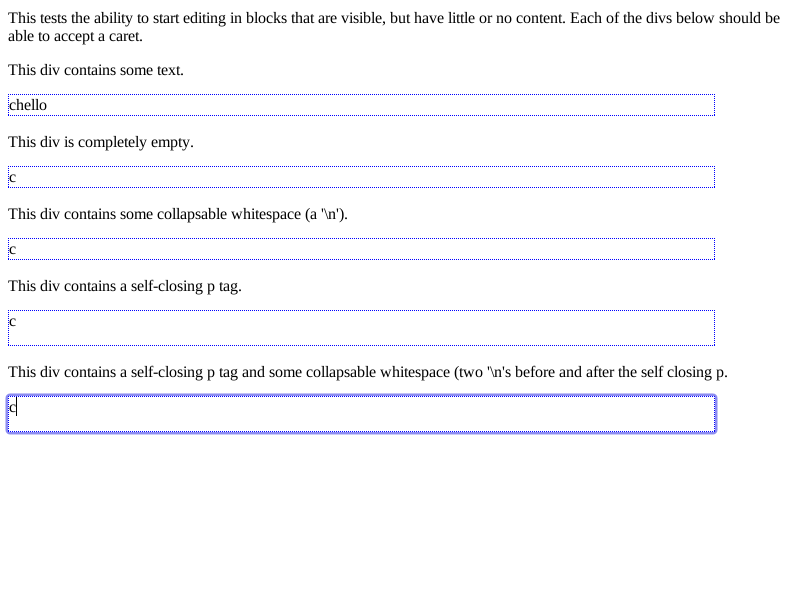 This tests the ability to start editing in blocks that are visible, but have little or no content. Each of the divs below should be
able to accept a caret.
This div contains some text.
chello
This div is completely empty.
c
This div contains some collapsable whitespace (a '\n').
c
This div contains a self-closing p tag.
c
This div contains a self-closing p tag and some collapsable whitespace (two '\n's before and after the self closing p.
c